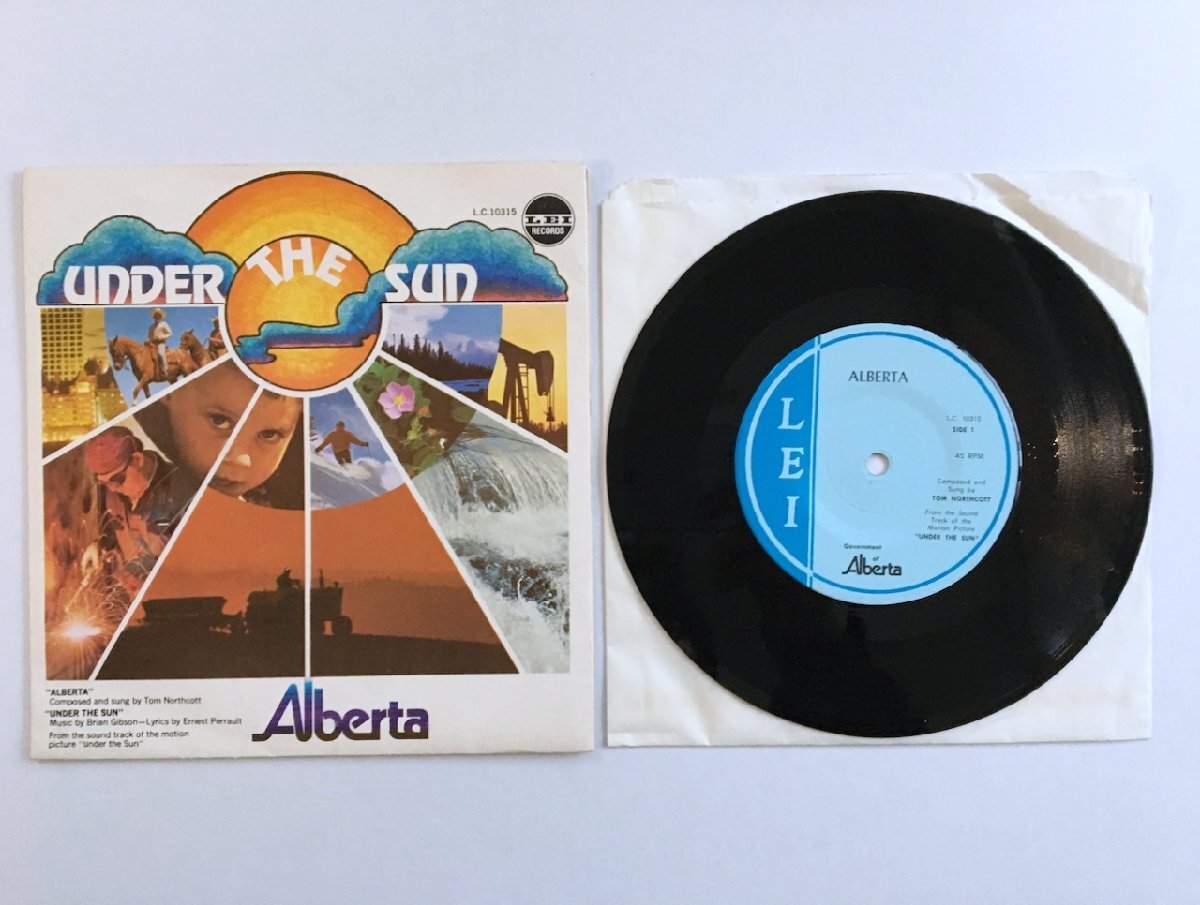 L.C.10315
LEI
RECORDS
UNDER THE SUN
"ALBERTA"
Composed and sung by Tom Northcott
"UNDER THE SUN"
Music by Brian Gibson—Lyrics by Ernest Perrault
From the sound track of the motion
picture "under the Sun"
Alberta
LEI
ALBERTA
L.C. 10315
SIDE 1
45 RPM
Composed and
Sung by
TOM NORTHCOTT
From the Sound
Track of the
Motion Picture
"UNDER THE SUN"
Government
of
Alberta